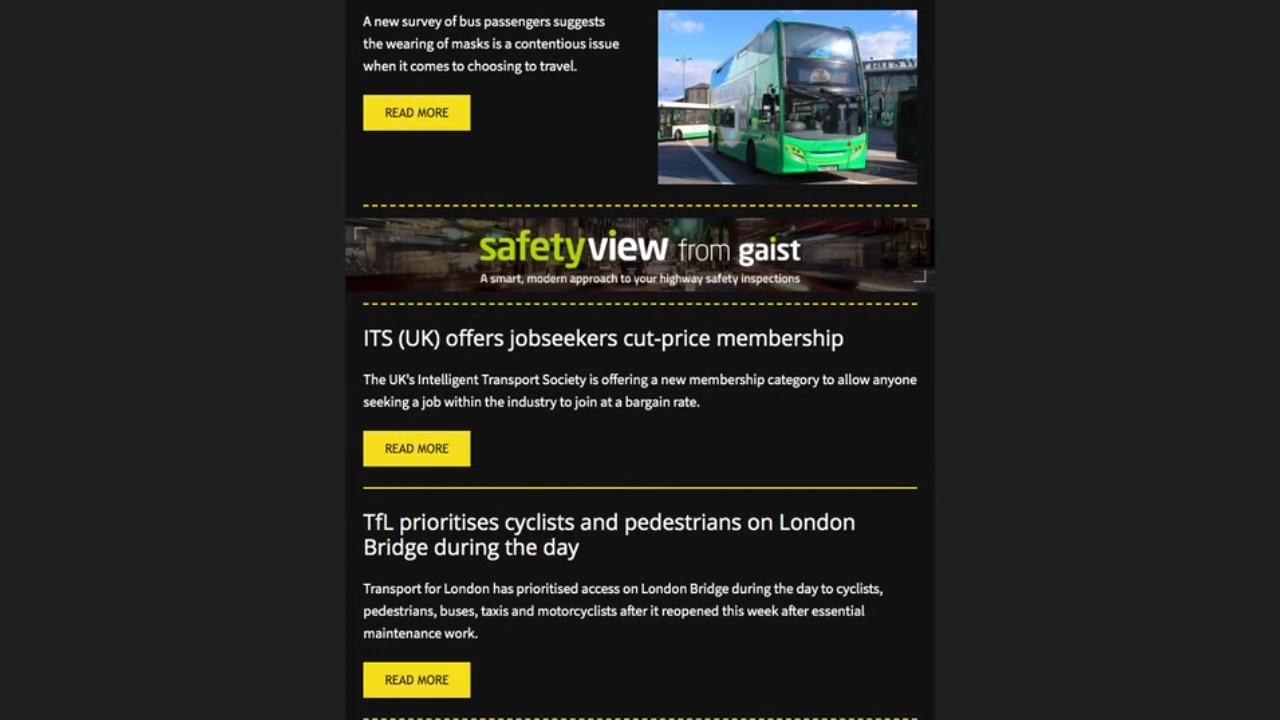 A new survey of bus passengers suggests
the wearing of masks is a contentious issue
when it comes to choosing to travel.
READ MORE
safetyview from gaist
A smart, modern approach to your highway safety inspections
ITS (UK) offers jobseekers cut-price membership
The UK's Intelligent Transport Society is offering a new membership category to allow anyone
seeking a job within the industry to join at a bargain rate.
READ MORE
TfL prioritises cyclists and pedestrians on London
Bridge during the day
Transport for London has prioritised access on London Bridge during the day to cyclists,
pedestrians, buses, taxis and motorcyclists after it reopened this week after essential
maintenance work.
READ MORE